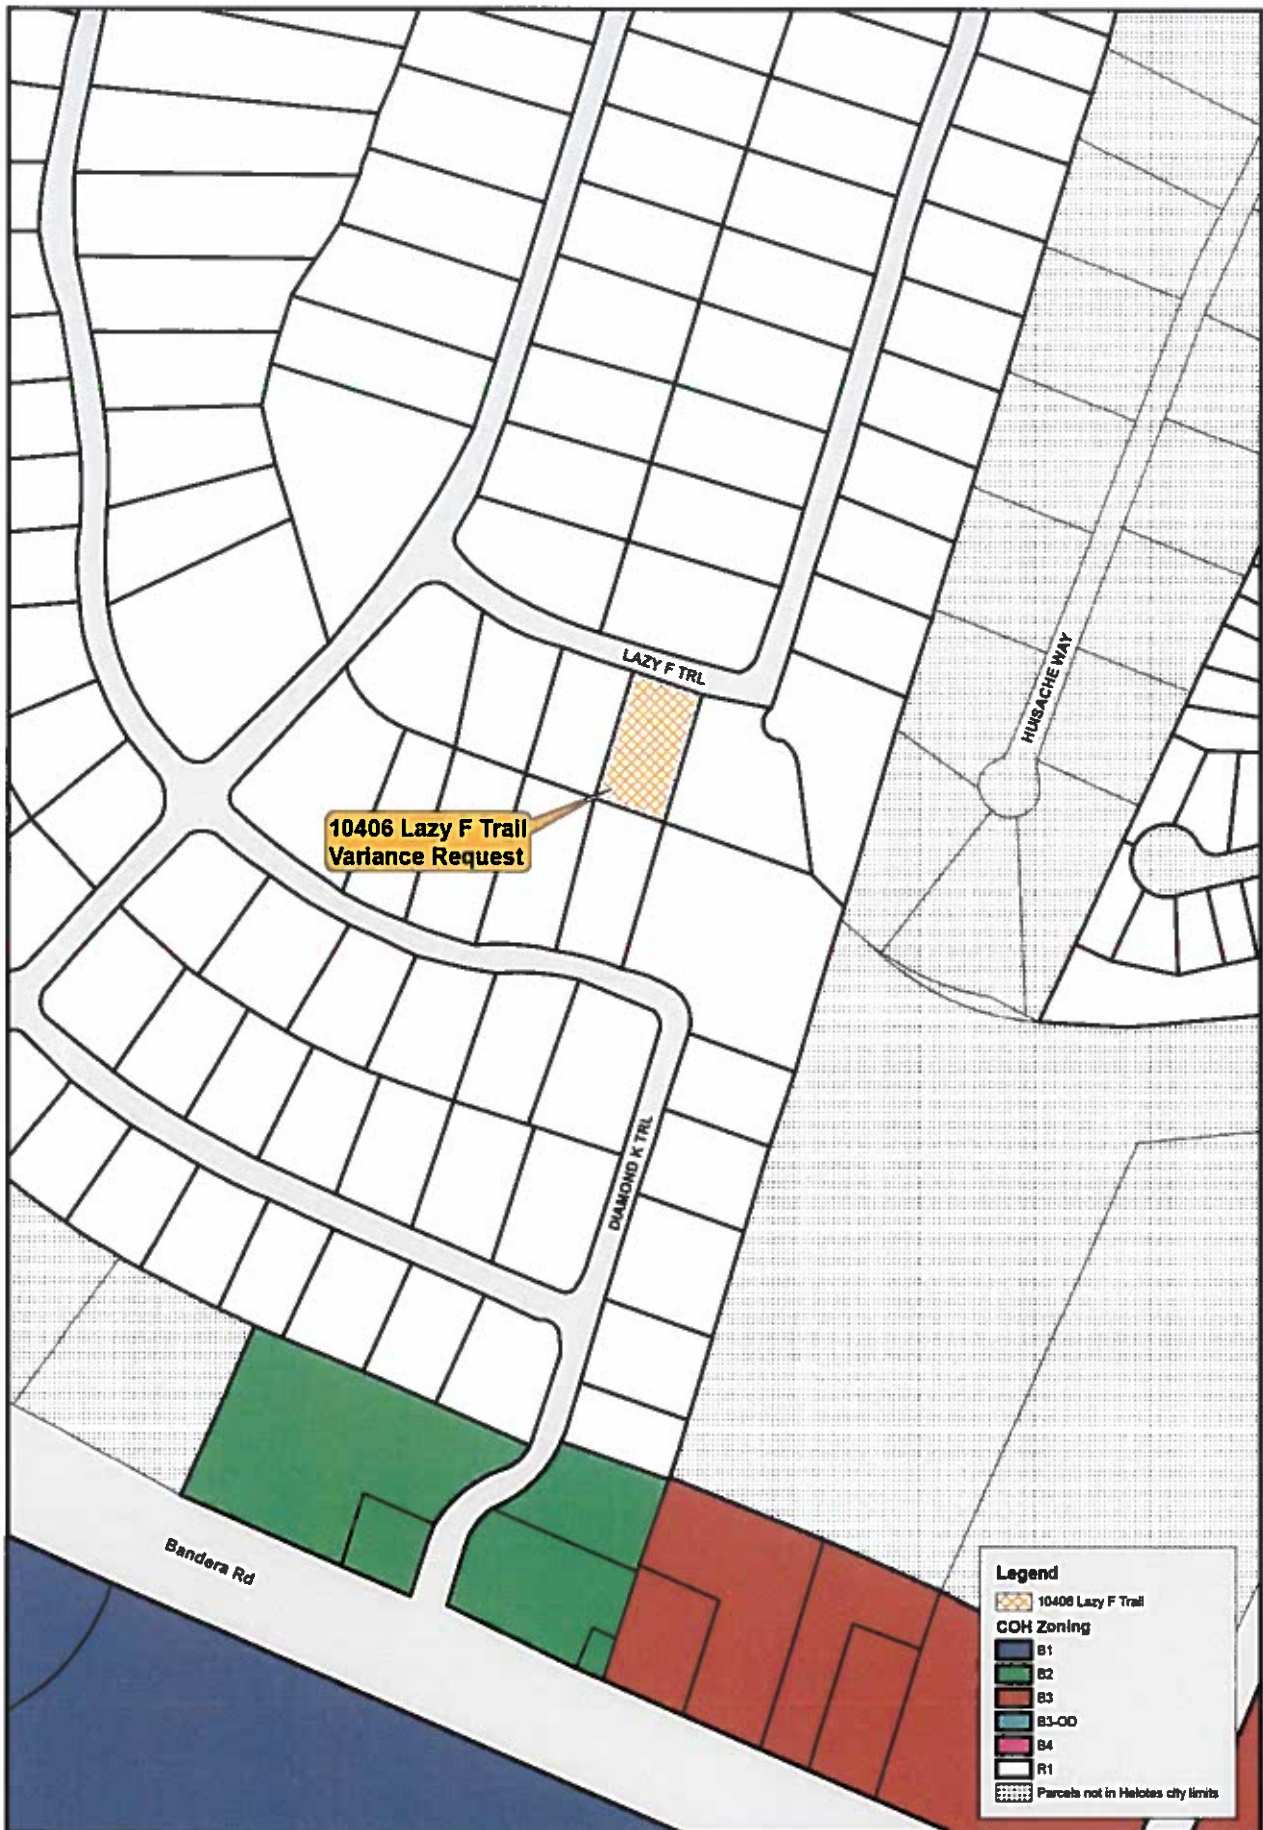 LAZY F TRL
HUISACHE WAY
10406 Lazy F Trail
Variance Request
DIAMOND K TRL
Bandera Rd
Legend
10406 Lazy F Trail
COH Zoning
B1
B2
B3
B3-OD
B4
R1
Parcels not in Helotes city limits